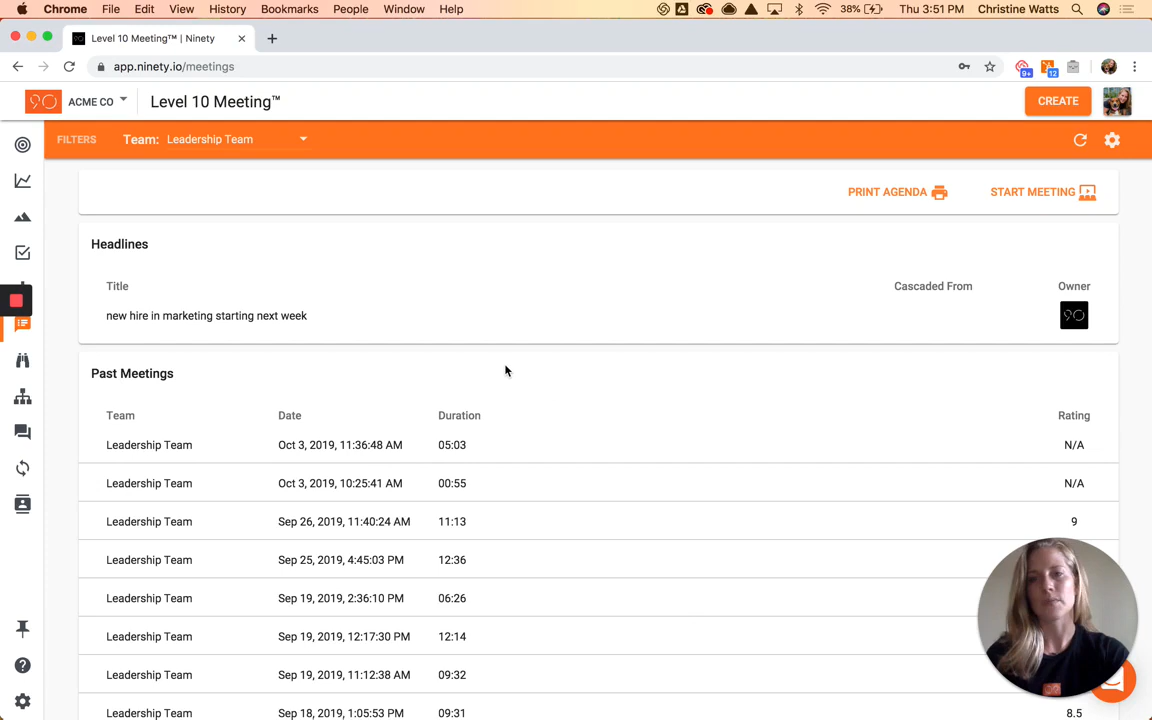 Chrome File Edit View History Bookmarks People Window Help 38% Thu 3:51 PM Christine Watts
Level 10 Meeting™ | Ninety
app.ninety.io/meetings
9+
12
90 ACME CO Level 10 Meeting™ CREATE
FILTERS Team: Leadership Team
PRINT AGENDA START MEETING
Headlines
Title Cascaded From Owner
new hire in marketing starting next week 90
Past Meetings
Team Date Duration Rating
Leadership Team Oct 3, 2019, 11:36:48 AM 05:03 N/A
Leadership Team Oct 3, 2019, 10:25:41 AM 00:55 N/A
Leadership Team Sep 26, 2019, 11:40:24 AM 11:13 9
Leadership Team Sep 25, 2019, 4:45:03 PM 12:36
Leadership Team Sep 19, 2019, 2:36:10 PM 06:26
Leadership Team Sep 19, 2019, 12:17:30 PM 12:14
Leadership Team Sep 19, 2019, 11:12:38 AM 09:32
Leadership Team Sep 18, 2019, 1:05:53 PM 09:31 8.5